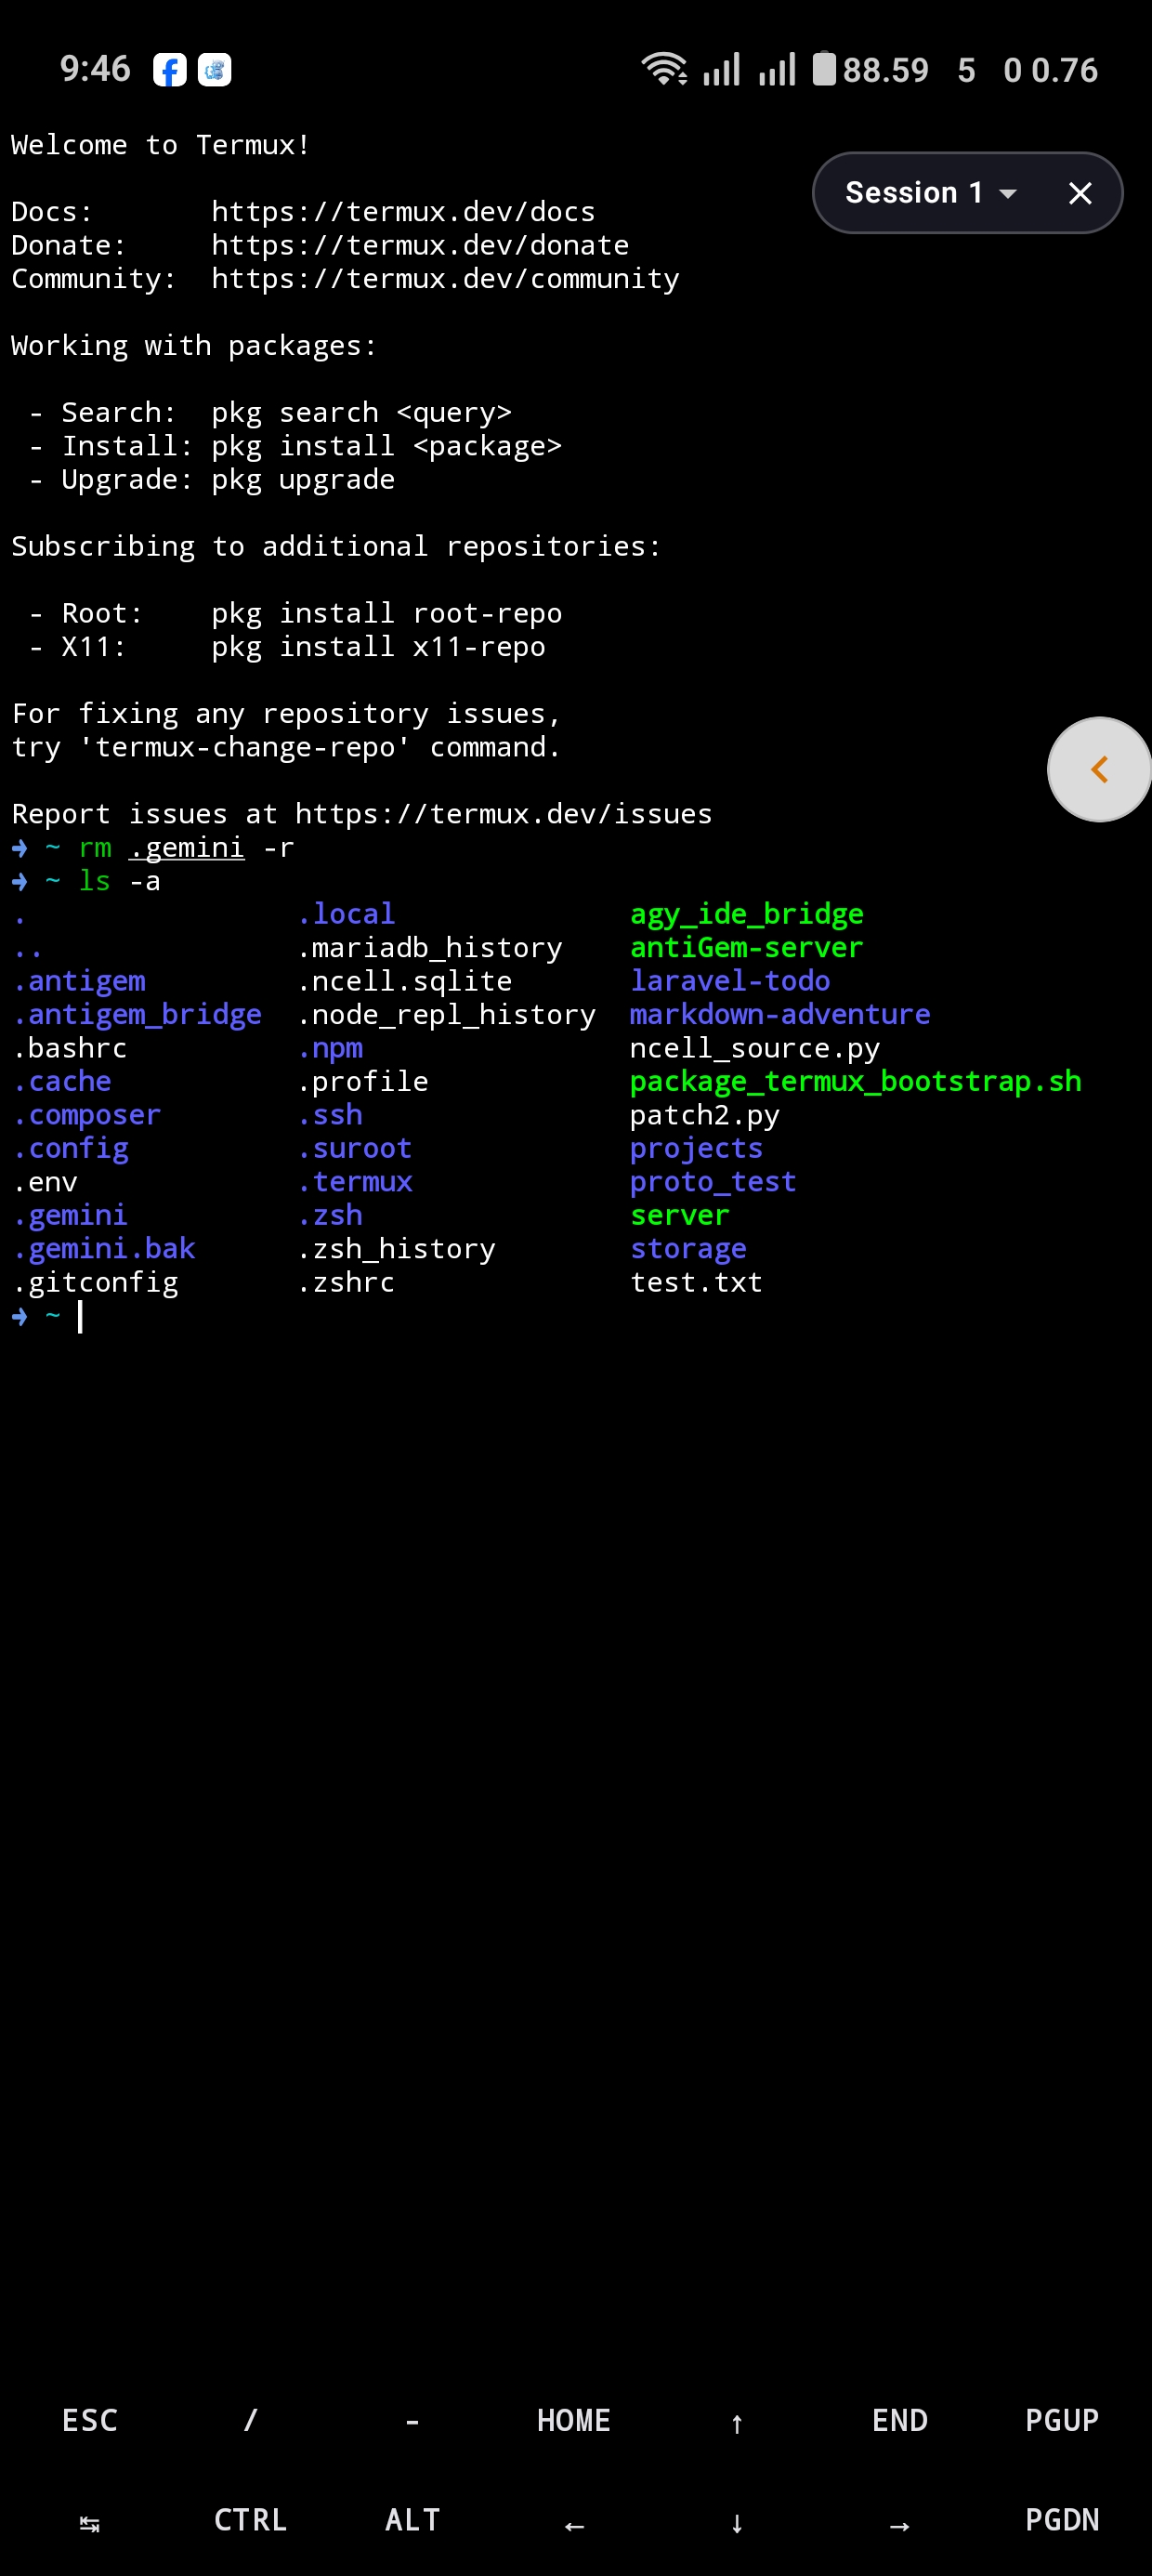 9:46 88.59 5 0 0.76
Welcome to Termux!
Session 1
Docs:       https://termux.dev/docs
Donate:     https://termux.dev/donate
Community:  https://termux.dev/community
Working with packages:
- Search:  pkg search <query>
- Install: pkg install <package>
- Upgrade: pkg upgrade
Subscribing to additional repositories:
- Root:    pkg install root-repo
- X11:     pkg install x11-repo
For fixing any repository issues,
try 'termux-change-repo' command.
Report issues at https://termux.dev/issues
➜ ~ rm .gemini -r
➜ ~ ls -a
.                .local              agy_ide_bridge
..               .mariadb_history    antiGem-server
.antigem         .ncell.sqlite       laravel-todo
.antigem_bridge  .node_repl_history  markdown-adventure
.bashrc          .npm                ncell_source.py
.cache           .profile            package_termux_bootstrap.sh
.composer        .ssh                patch2.py
.config          .suroot             projects
.env             .termux             proto_test
.gemini          .zsh                server
.gemini.bak      .zsh_history        storage
.gitconfig       .zshrc              test.txt
➜ ~
ESC / - HOME ↑ END PGUP
↹ CTRL ALT ← ↓ → PGDN